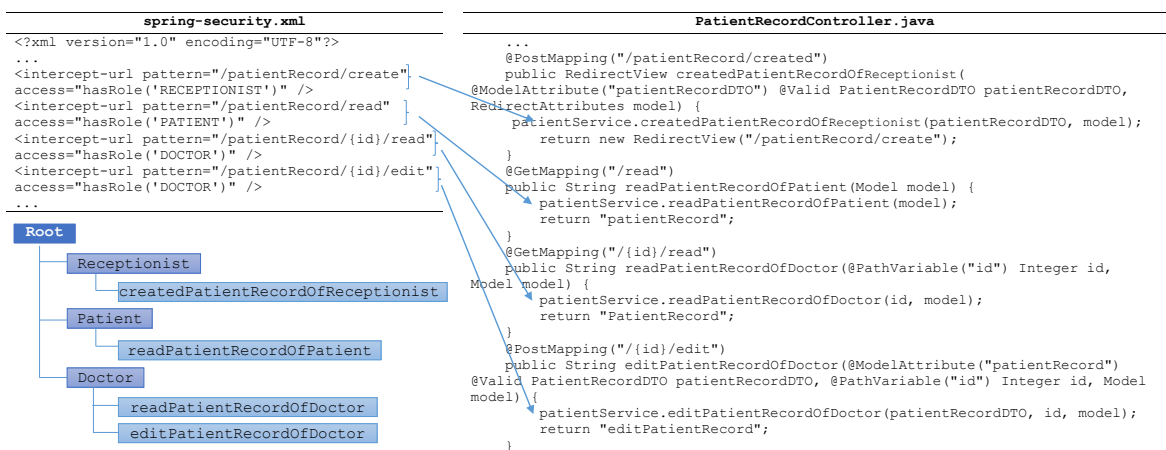 spring-security.xml
<?xml version="1.0" encoding="UTF-8"?>
...
<intercept-url pattern="/patientRecord/create"
access="hasRole('RECEPTIONIST')" />
<intercept-url pattern="/patientRecord/read"
access="hasRole('PATIENT')" />
<intercept-url pattern="/patientRecord/{id}/read"
access="hasRole('DOCTOR')" />
<intercept-url pattern="/patientRecord/{id}/edit"
access="hasRole('DOCTOR')" />
...
Root
Receptionist
createdPatientRecordOfReceptionist
Patient
readPatientRecordOfPatient
Doctor
readPatientRecordOfDoctor
editPatientRecordOfDoctor
PatientRecordController.java
...
@PostMapping("/patientRecord/created")
public RedirectView createdPatientRecordOfReceptionist(
@ModelAttribute("patientRecordDTO") @Valid PatientRecordDTO patientRecordDTO,
RedirectAttributes model) {
patientService.createdPatientRecordOfReceptionist(patientRecordDTO, model);
return new RedirectView("/patientRecord/create");
}
@GetMapping("/read")
public String readPatientRecordOfPatient(Model model) {
patientService.readPatientRecordOfPatient(model);
return "patientRecord";
}
@GetMapping("/{id}/read")
public String readPatientRecordOfDoctor(@PathVariable("id") Integer id,
Model model) {
patientService.readPatientRecordOfDoctor(id, model);
return "PatientRecord";
}
@PostMapping("/{id}/edit")
public String editPatientRecordOfDoctor(@ModelAttribute("patientRecord")
@Valid PatientRecordDTO patientRecordDTO, @PathVariable("id") Integer id, Model
model) {
patientService.editPatientRecordOfDoctor(patientRecordDTO, id, model);
return "editPatientRecord";
}